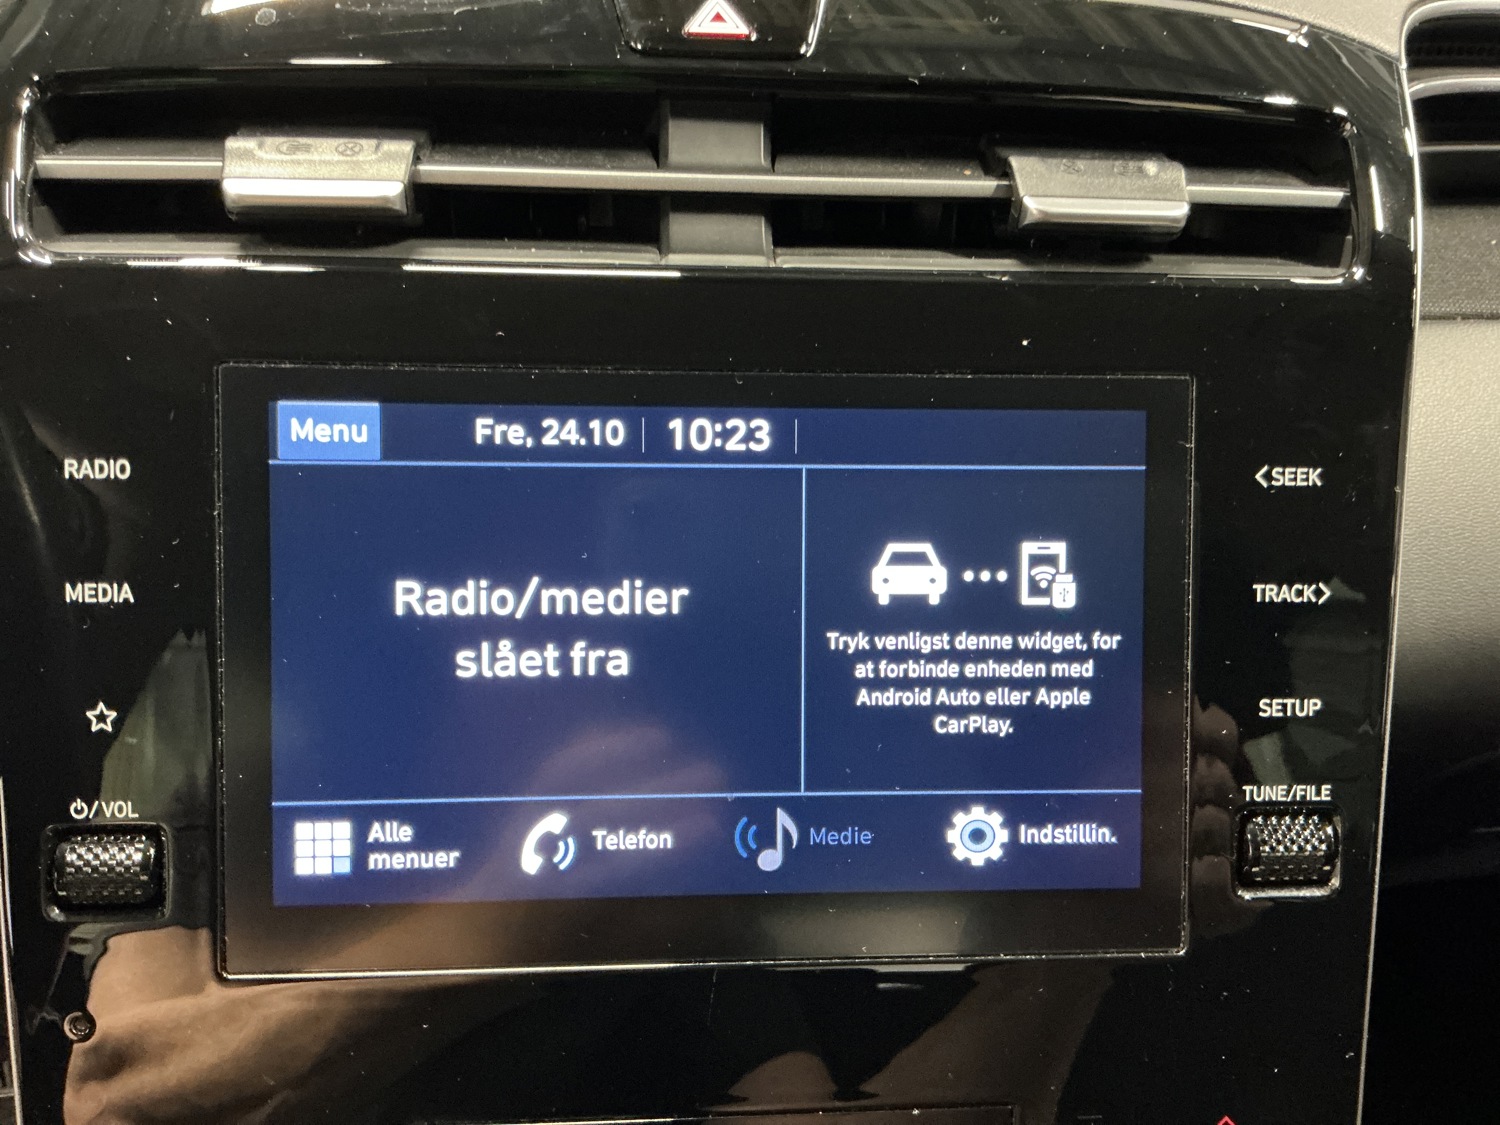 Menu
Fre, 24.10
10:23
RADIO
MEDIA
/VOL
Radio/medier
slået fra
Tryk venligst denne widget, for
at forbinde enheden med
Android Auto eller Apple
CarPlay.
Alle
menuer
Telefon
Medie
Indstillin.
<SEEK
TRACK>
SETUP
TUNE/FILE